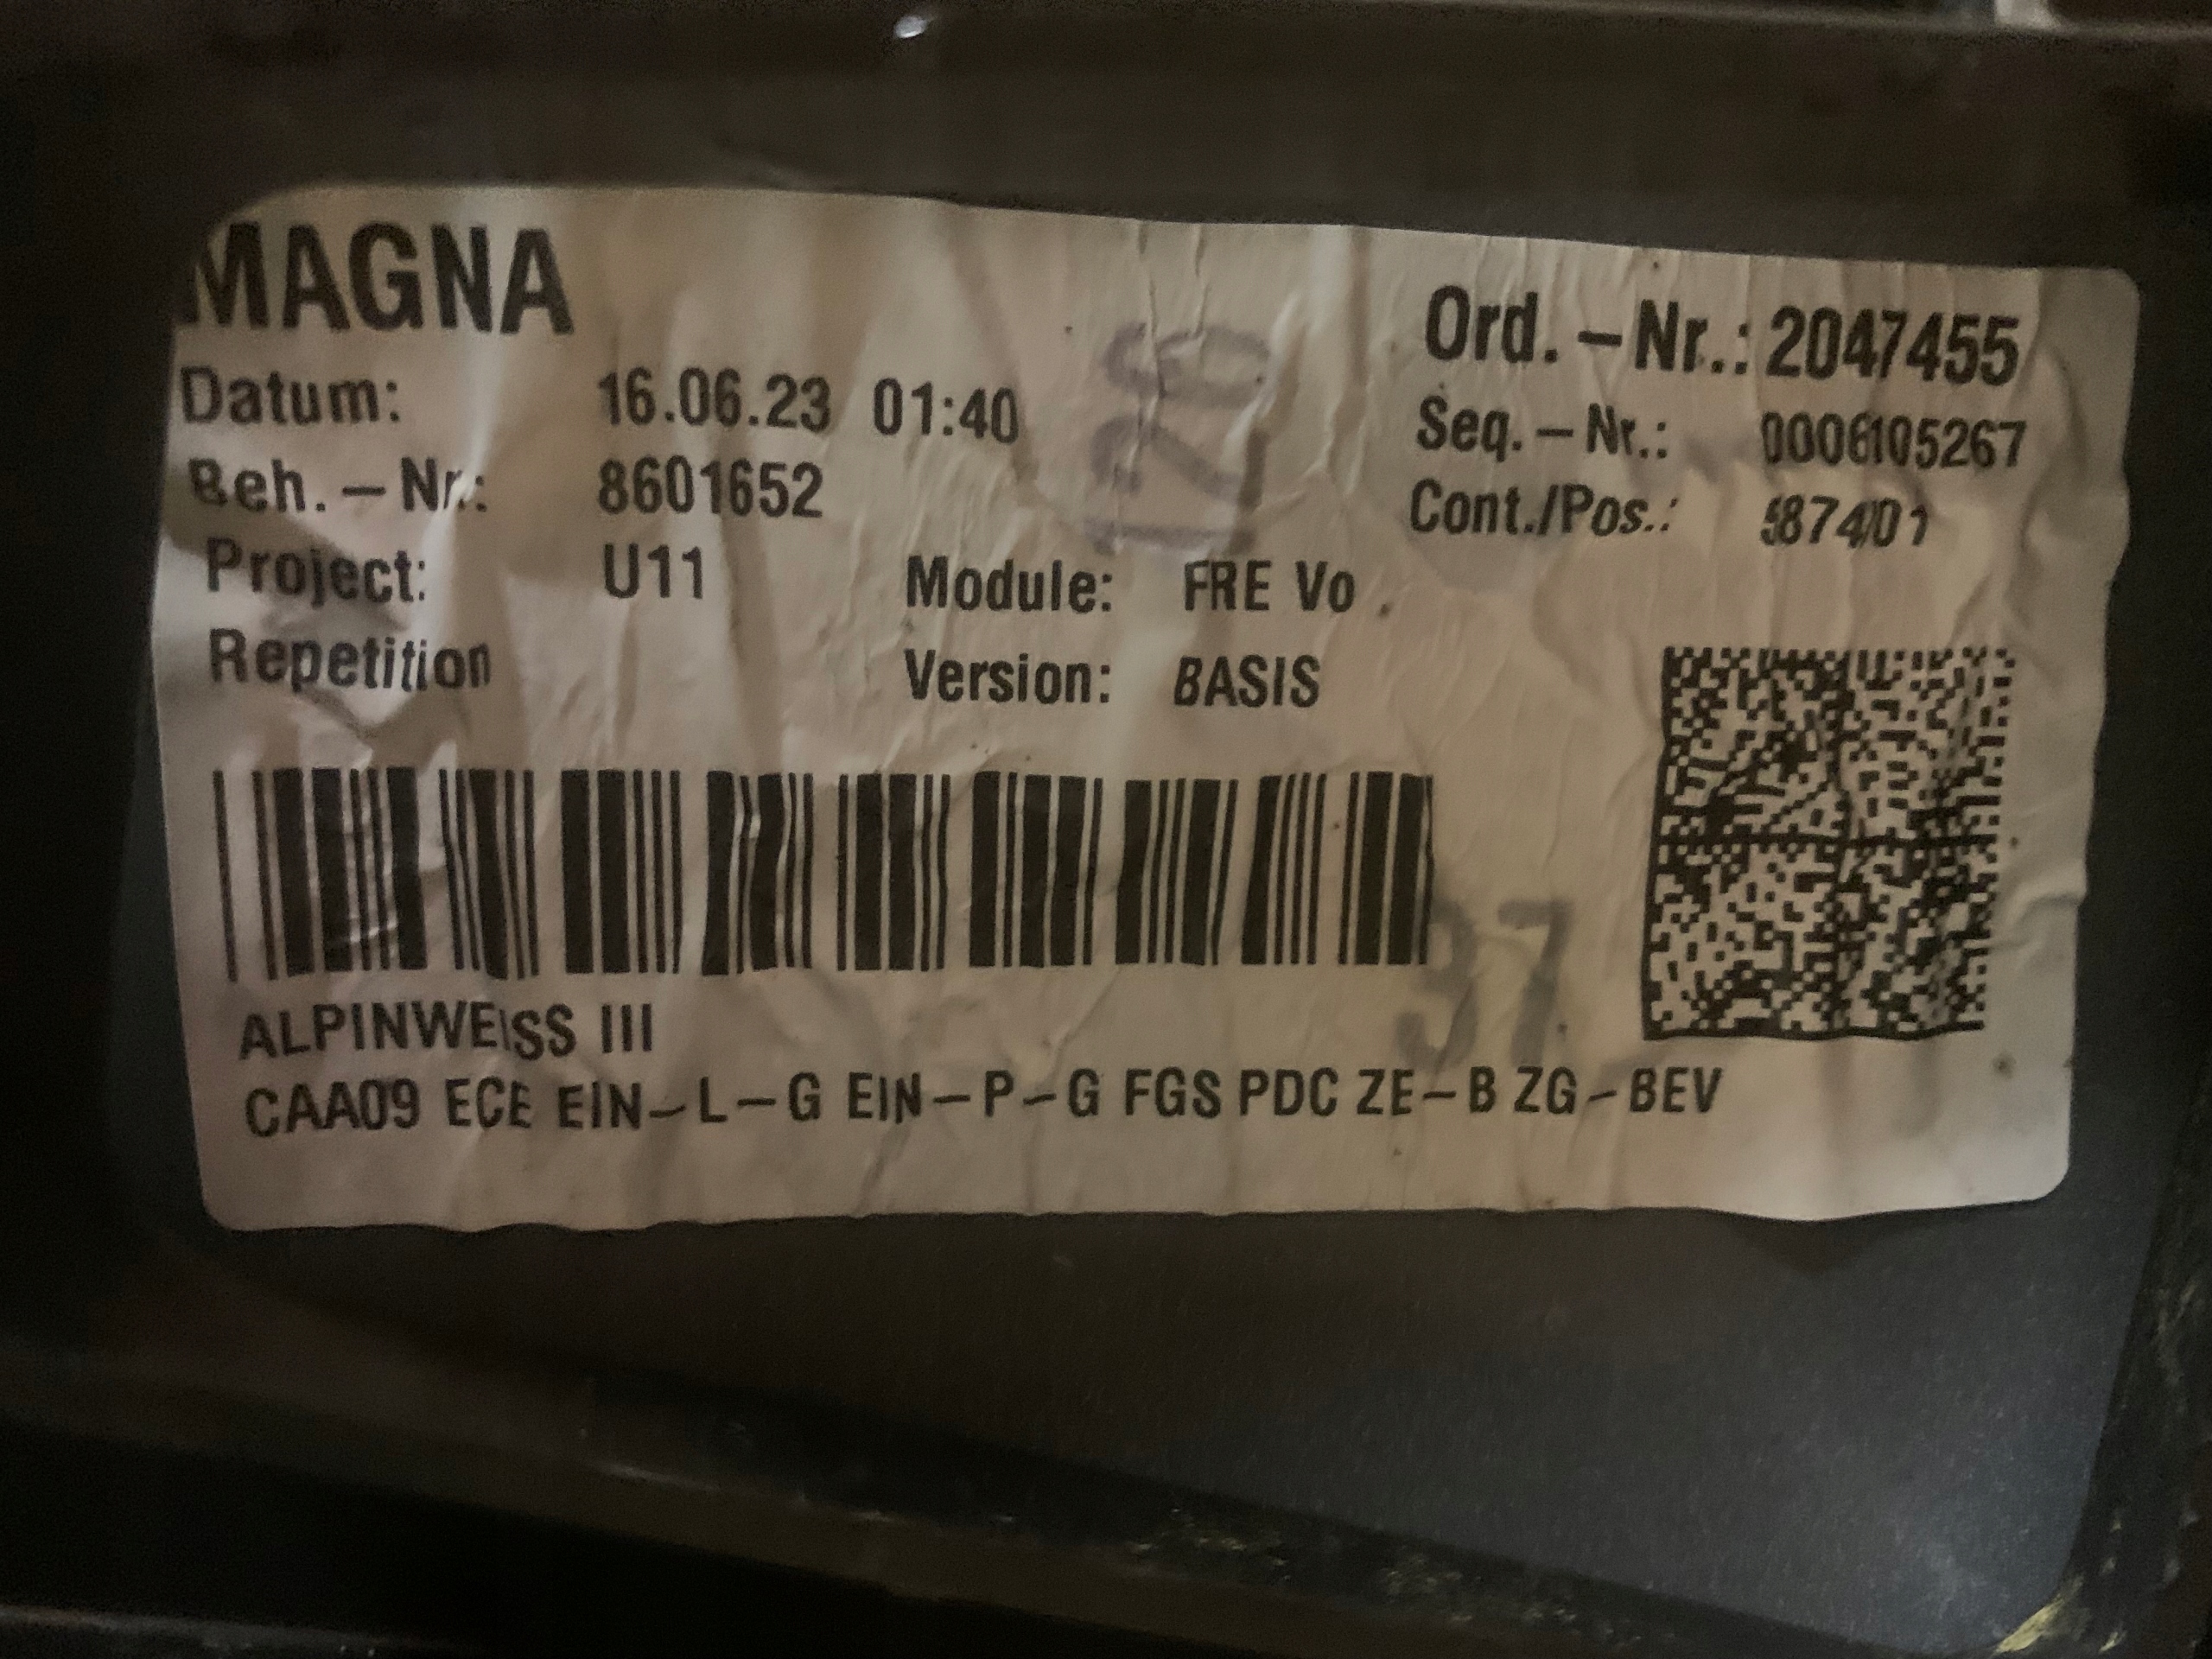 MAGNA
Ord.-Nr.: 2047455
Datum: 16.06.23 01:40
Seq.-Nr.: 0006105267
Beh.-Nr.: 8601652
Cont./Pos.: 5874/01
Project: U11 Module: FRE Vo
Repetition Version: BASIS
120
97
ALPINWEISS III
CAA09 ECE EIN-L-G EIN-P-G FGS PDC ZE-B ZG-BEV